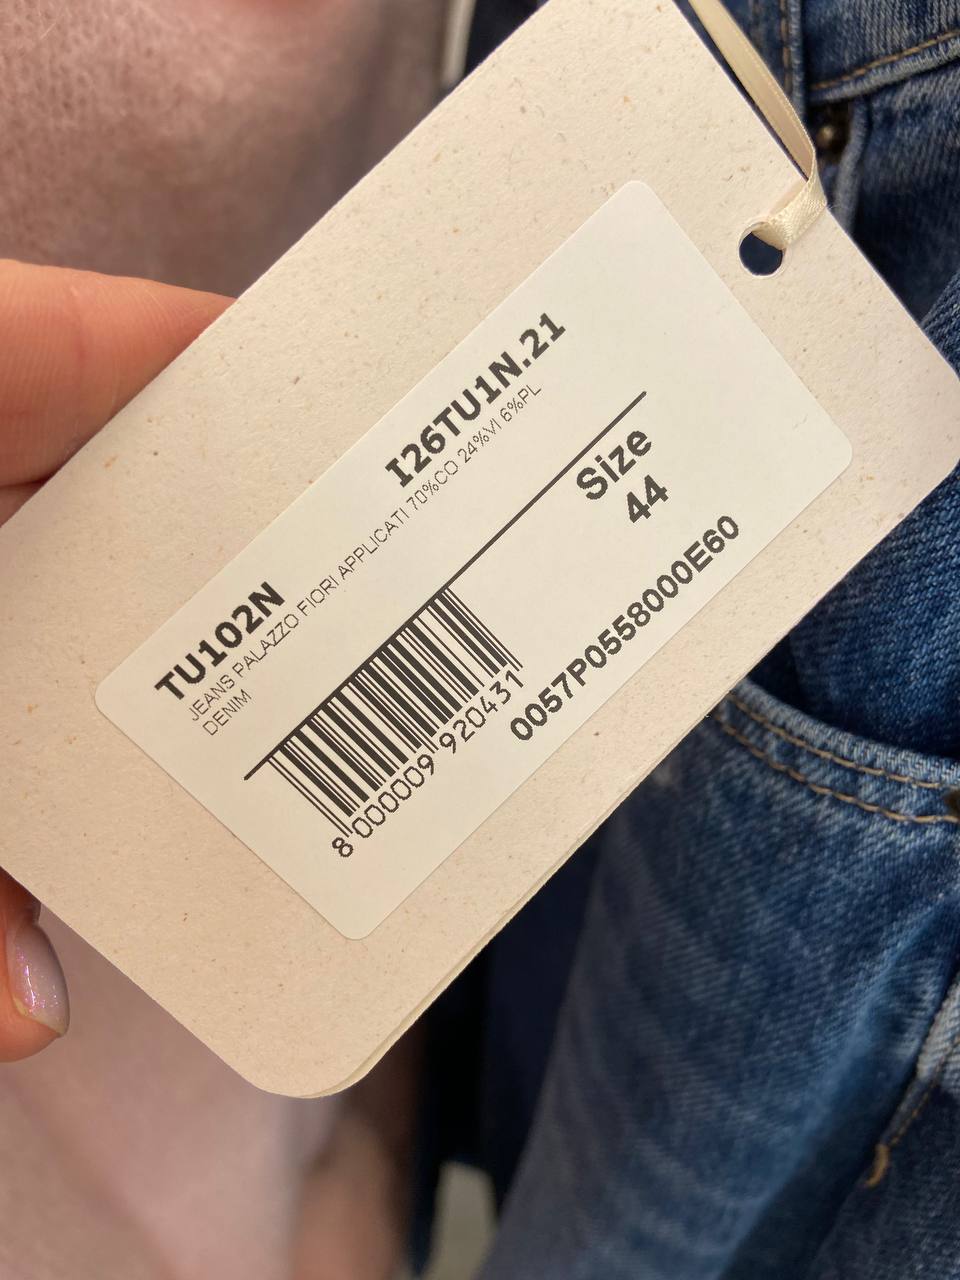 TU102N I26TU1N.21
JEANS PALAZZO FIORI APPLICATI 70%CO 24%VI 6%PL
DENIM
Size
44
8 000009 920431
0057P0558000E60